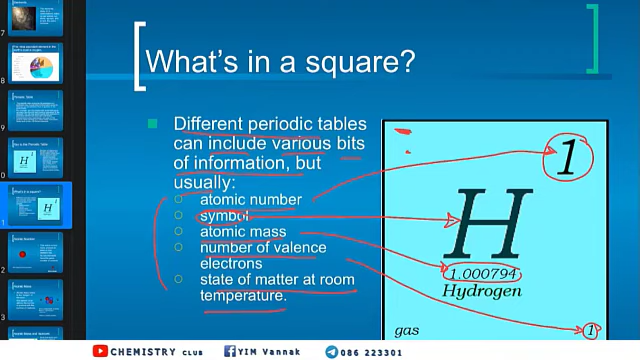 What's in a square?
Different periodic tables
can include various bits
of information, but
usually:
atomic number
symbol
atomic mass
number of valence
electrons
state of matter at room
temperature.
1
H
1.000794
Hydrogen
gas
1
CHEMISTRY CLUB
YIM Vannak
086 223301